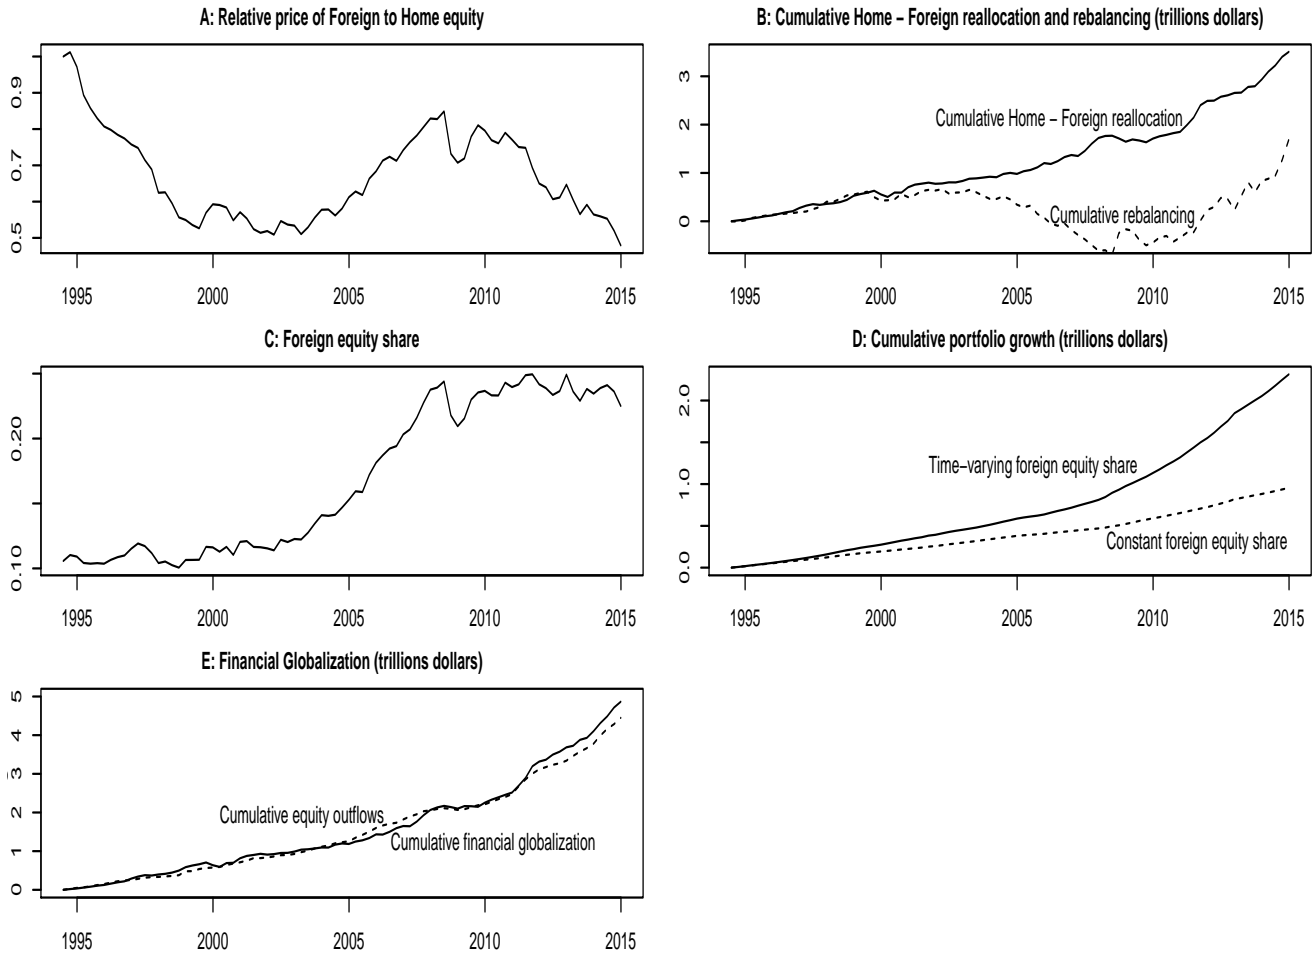 A: Relative price of Foreign to Home equity
0.9
0.7
0.5
1995 2000 2005 2010 2015
B: Cumulative Home – Foreign reallocation and rebalancing (trillions dollars)
3
2
1
0
Cumulative Home – Foreign reallocation
Cumulative rebalancing
1995 2000 2005 2010 2015
C: Foreign equity share
0.20
0.10
1995 2000 2005 2010 2015
D: Cumulative portfolio growth (trillions dollars)
2.0
1.0
0.0
Time–varying foreign equity share
Constant foreign equity share
1995 2000 2005 2010 2015
E: Financial Globalization (trillions dollars)
5
4
3
2
1
0
Cumulative equity outflows
Cumulative financial globalization
1995 2000 2005 2010 2015